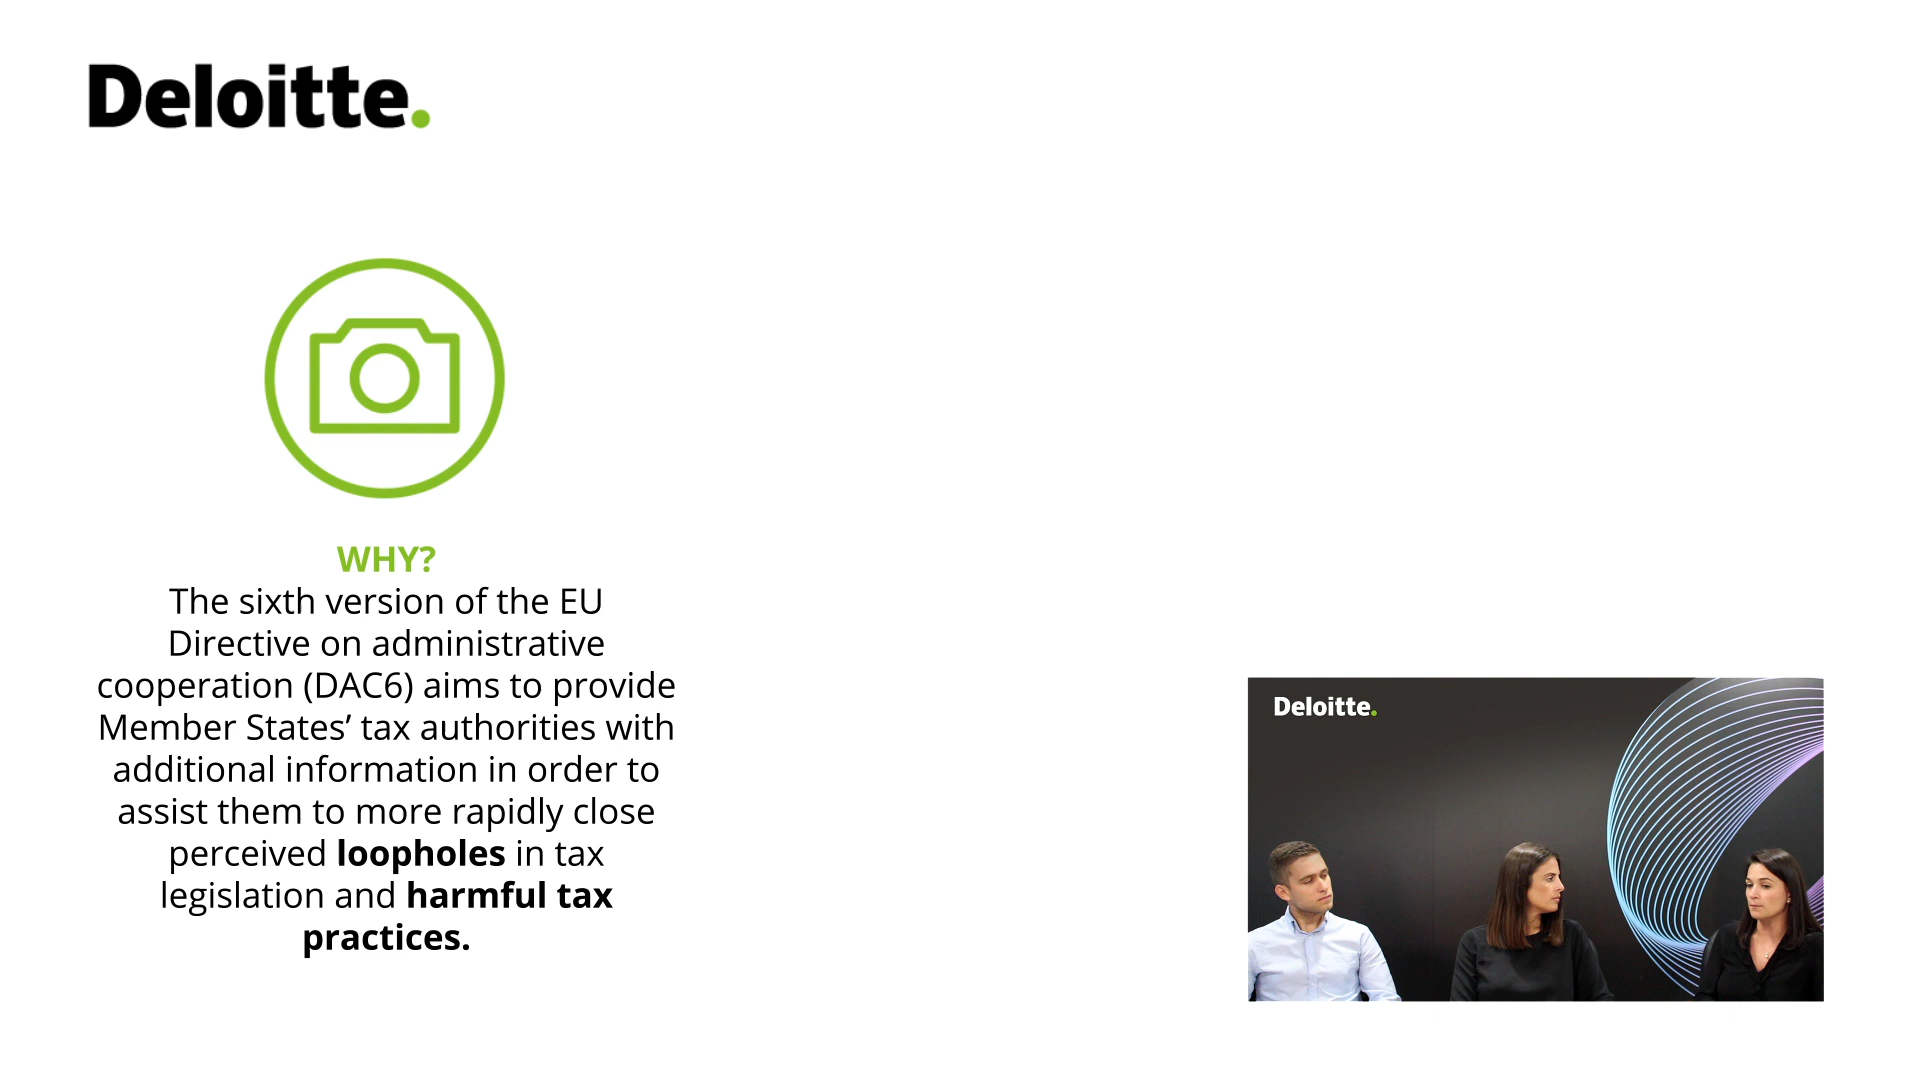 Deloitte.
WHY?
The sixth version of the EU
Directive on administrative
cooperation (DAC6) aims to provide
Member States’ tax authorities with
additional information in order to
assist them to more rapidly close
perceived loopholes in tax
legislation and harmful tax
practices.
Deloitte.